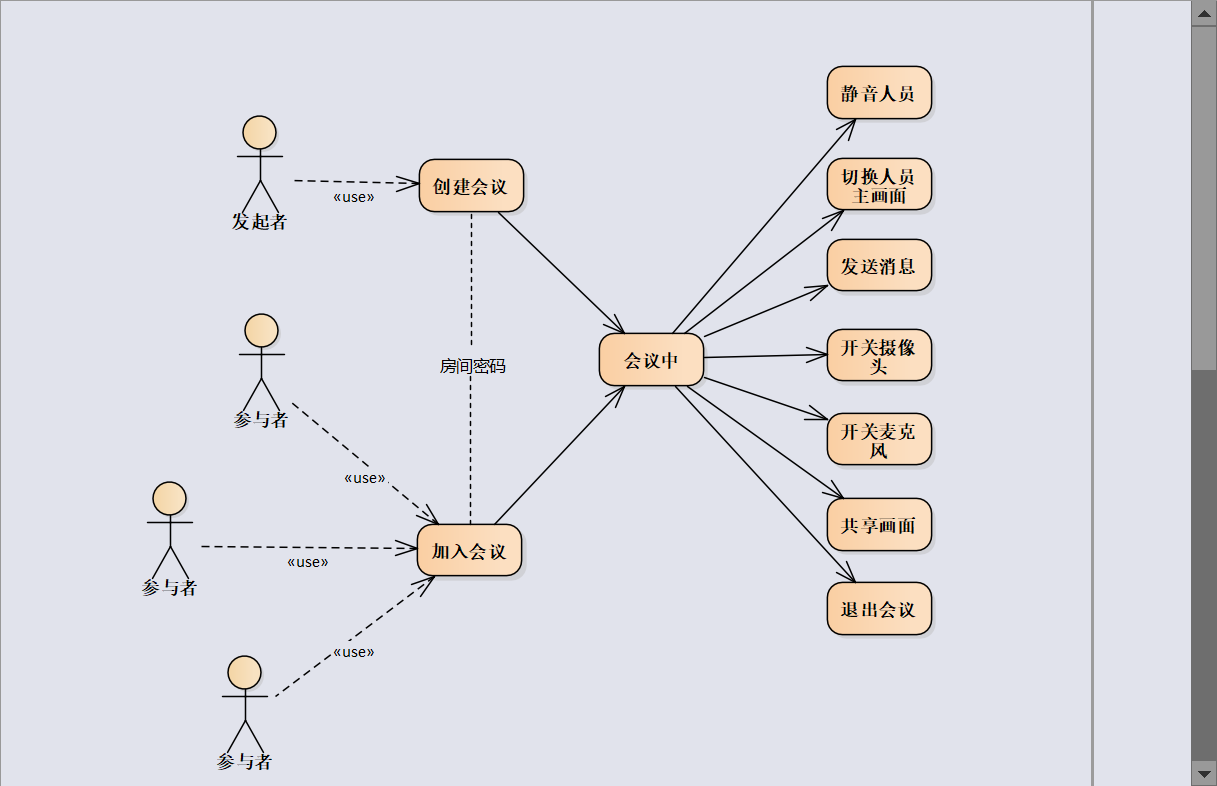 静音人员
切换人员
主画面
创建会议
«use»
发起者
发送消息
开关摄像
头
会议中
房间密码
参与者
开关麦克
风
«use»
共享画面
加入会议
«use»
参与者
退出会议
«use»
参与者